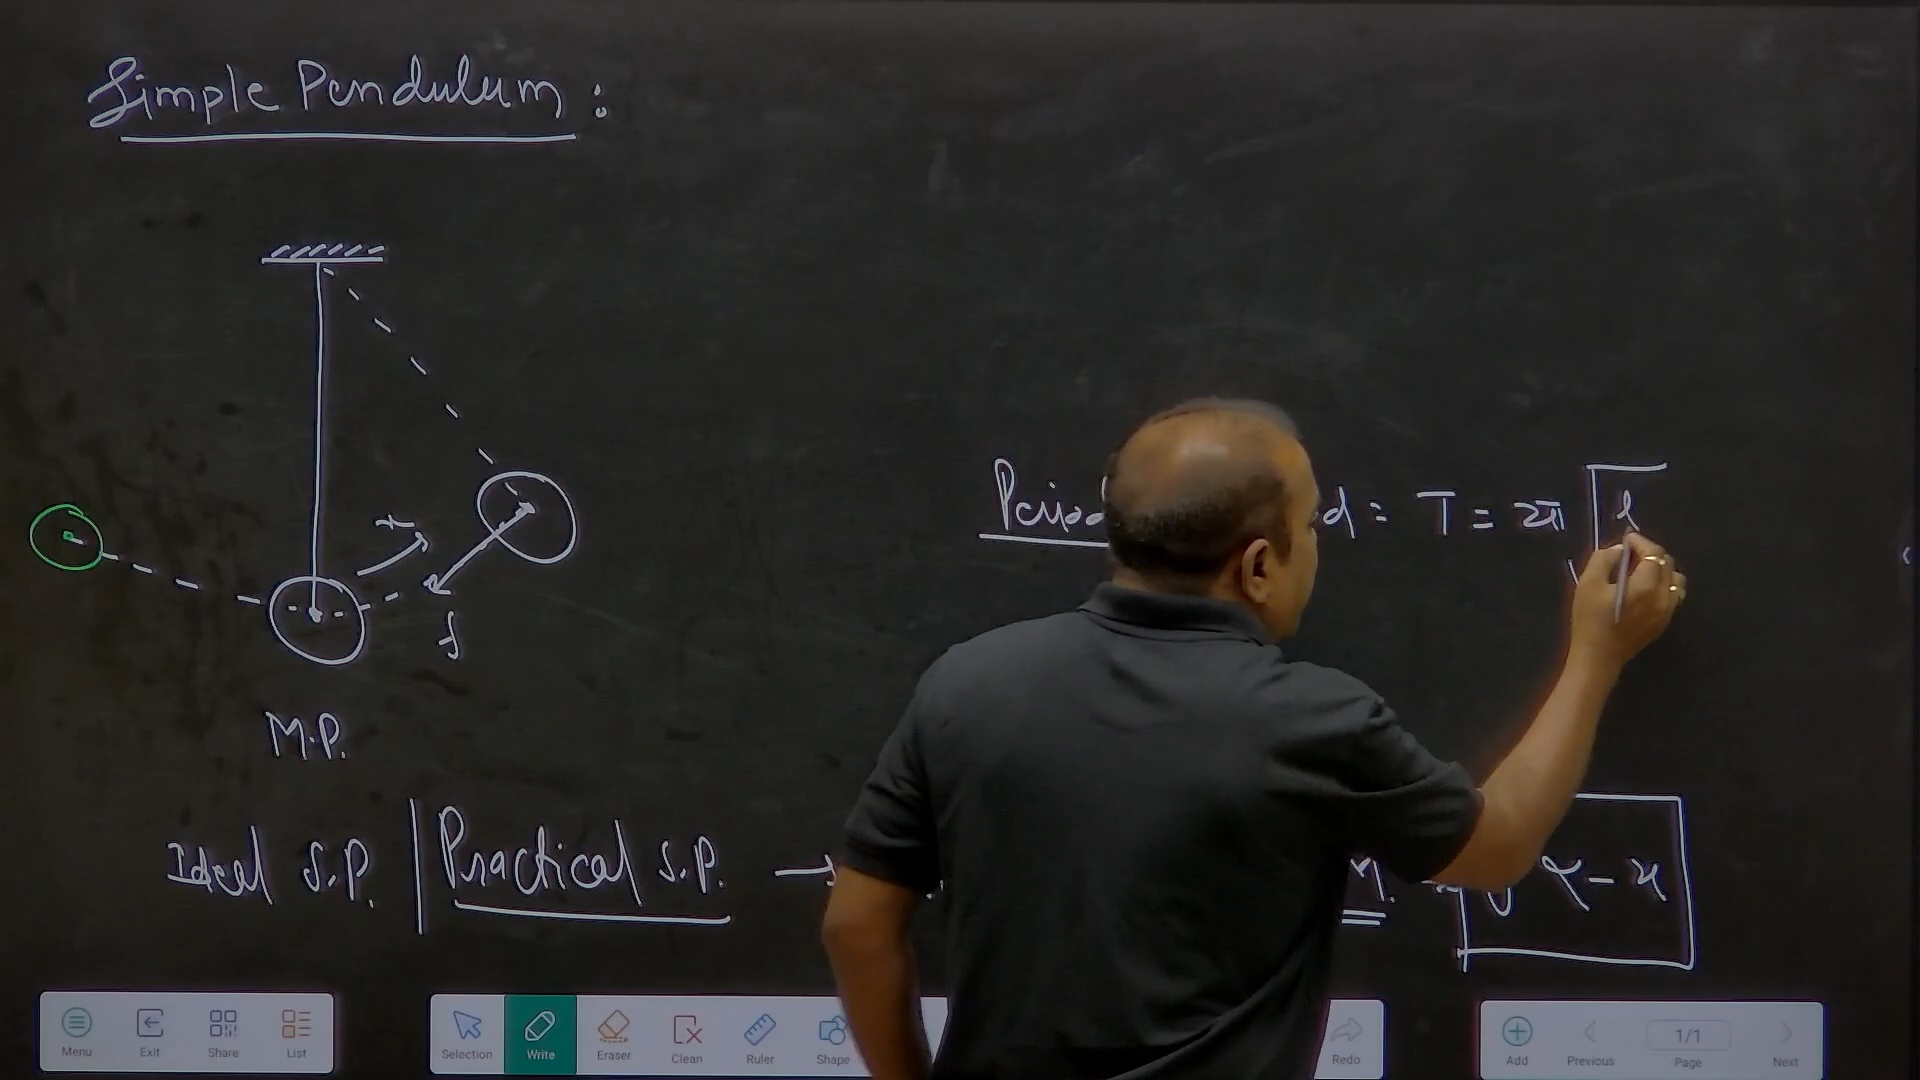 Simple Pendulum :
x
f
M.P.
Period = T = 2π √ l
Ideal S.P. | Practical S.P. → M. f α - x
Menu Exit Share List Selection Write Eraser Clean Ruler Shape Redo Add Previous 1/1 Page Next